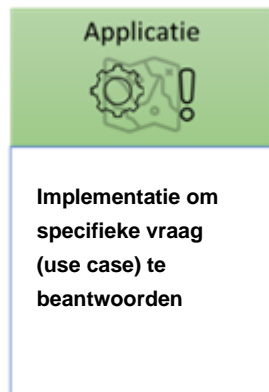 Applicatie
Implementatie om
specifieke vraag
(use case) te
beantwoorden